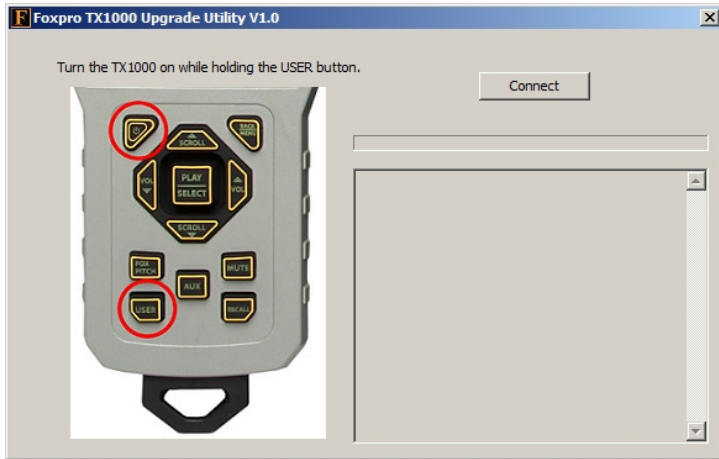 F Foxpro TX1000 Upgrade Utility V1.0
Turn the TX1000 on while holding the USER button.
Connect
BACK
MENU
SCROLL
VOL
PLAY
SELECT
VOL
SCROLL
FOX
PITCH
MUTE
AUX
USER
RECALL